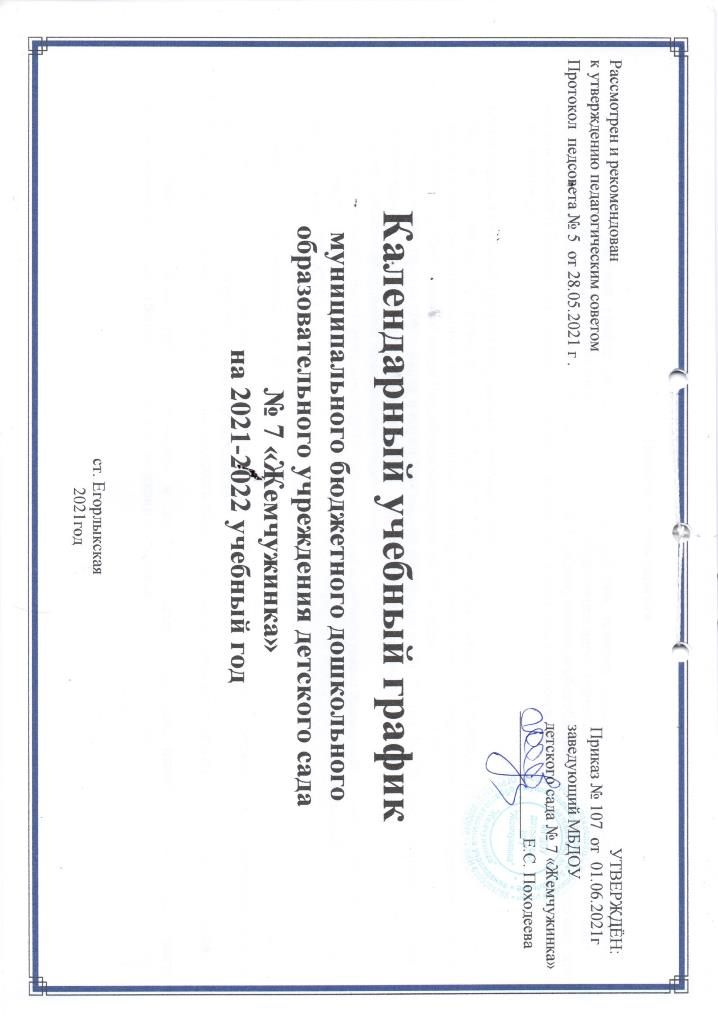 Рассмотрен и рекомендован
к утверждению педагогическим советом
Протокол педсовета № 5 от 28.05.2021 г .
УТВЕРЖДЁН:
Приказ № 107 от 01.06.2021г
заведующий МБДОУ
детского сада № 7 «Жемчужинка»
Е.С. Походеева
Календарный учебный график
муниципального бюджетного дошкольного
образовательного учреждения детского сада
№ 7 «Жемчужинка»
на 2021-2022 учебный год
ст. Егорлыкская
2021год